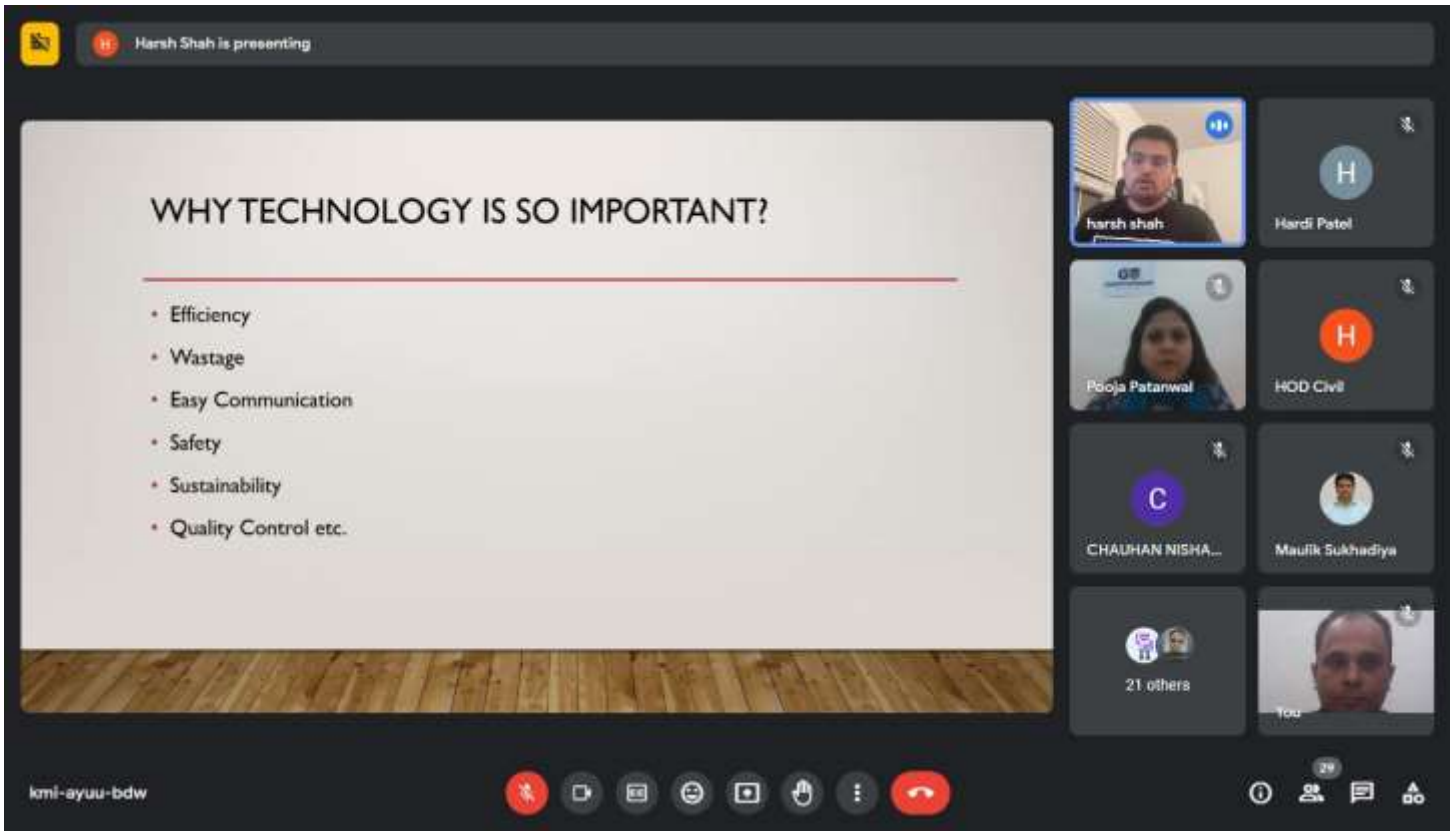 H
Harsh Shah is presenting
WHY TECHNOLOGY IS SO IMPORTANT?
• Efficiency
• Wastage
• Easy Communication
• Safety
• Sustainability
• Quality Control etc.
harsh shah
H
Hardi Patel
Pooja Patanwal
H
HOD Civil
C
CHAUHAN NISHA...
Maulik Sukhadiya
21 others
You
kmi-ayuu-bdw
29